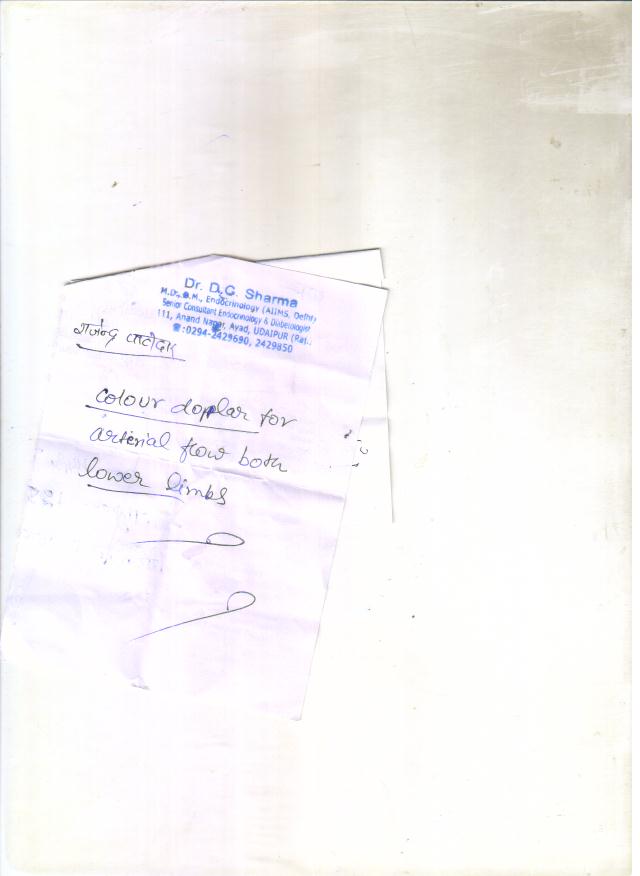 Dr. D.C. Sharma
M.D., D.M., Endocrinology (AIIMS, Delhi)
Senior Consultant Endocrinology & Diabetologist
111, Anand Nagar, Ayad, UDAIPUR (Raj.
☎:0294-2429690, 2429850
गजेन्द्र पाटीदार
colour doplar for
arterial flow both
lower limbs